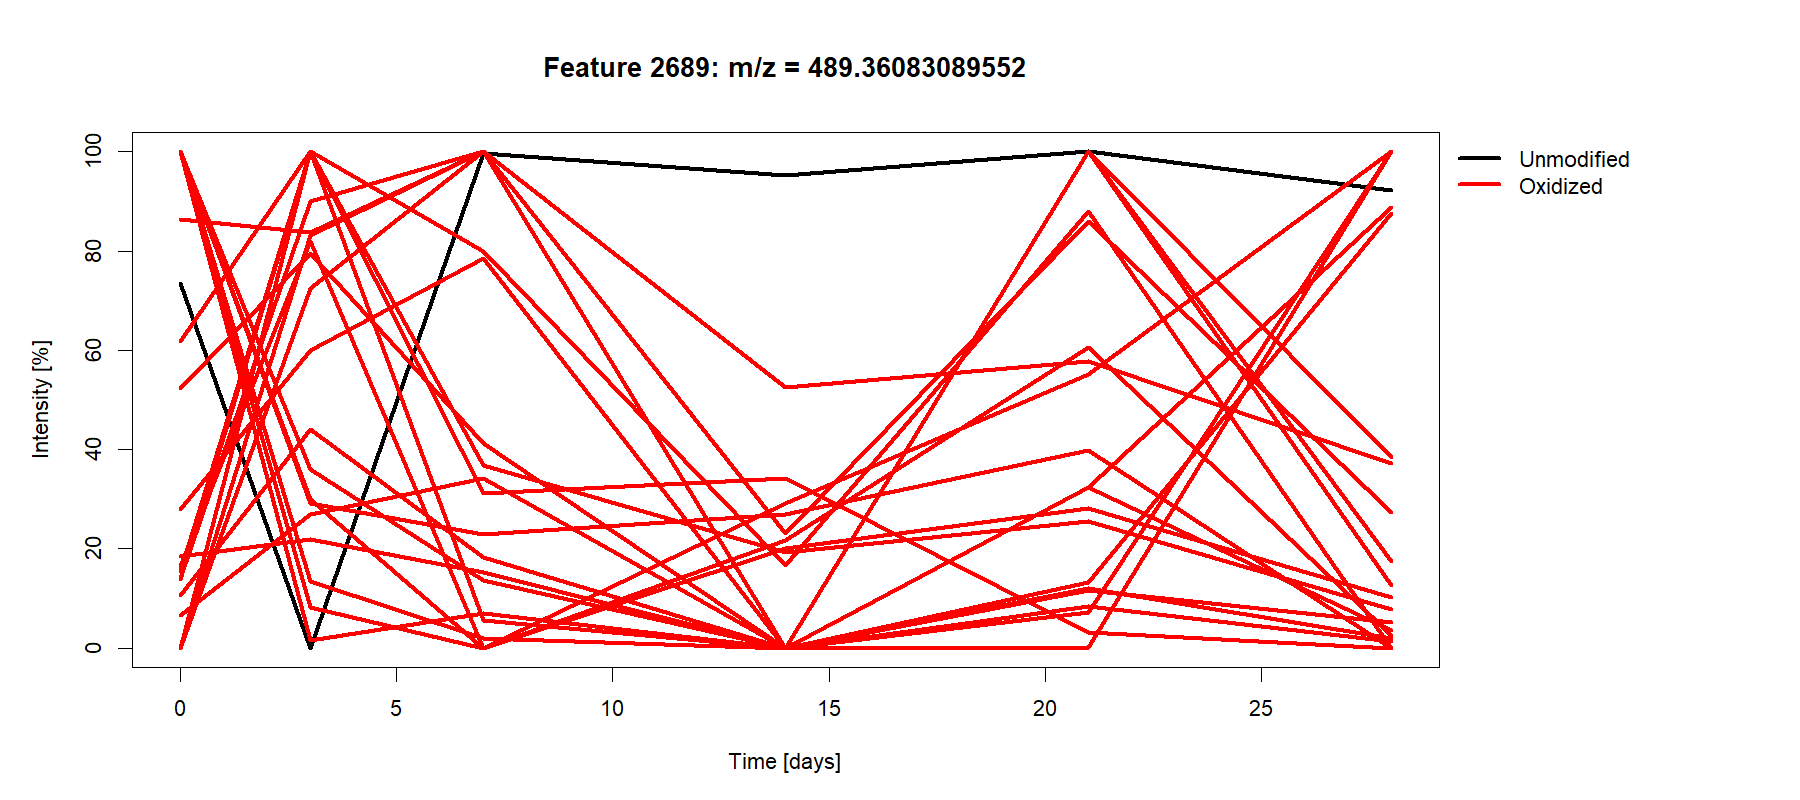 Feature 2689: m/z = 489.36083089552
Unmodified
Oxidized
Intensity [%]
100
80
60
40
20
0
0 5 10 15 20 25
Time [days]